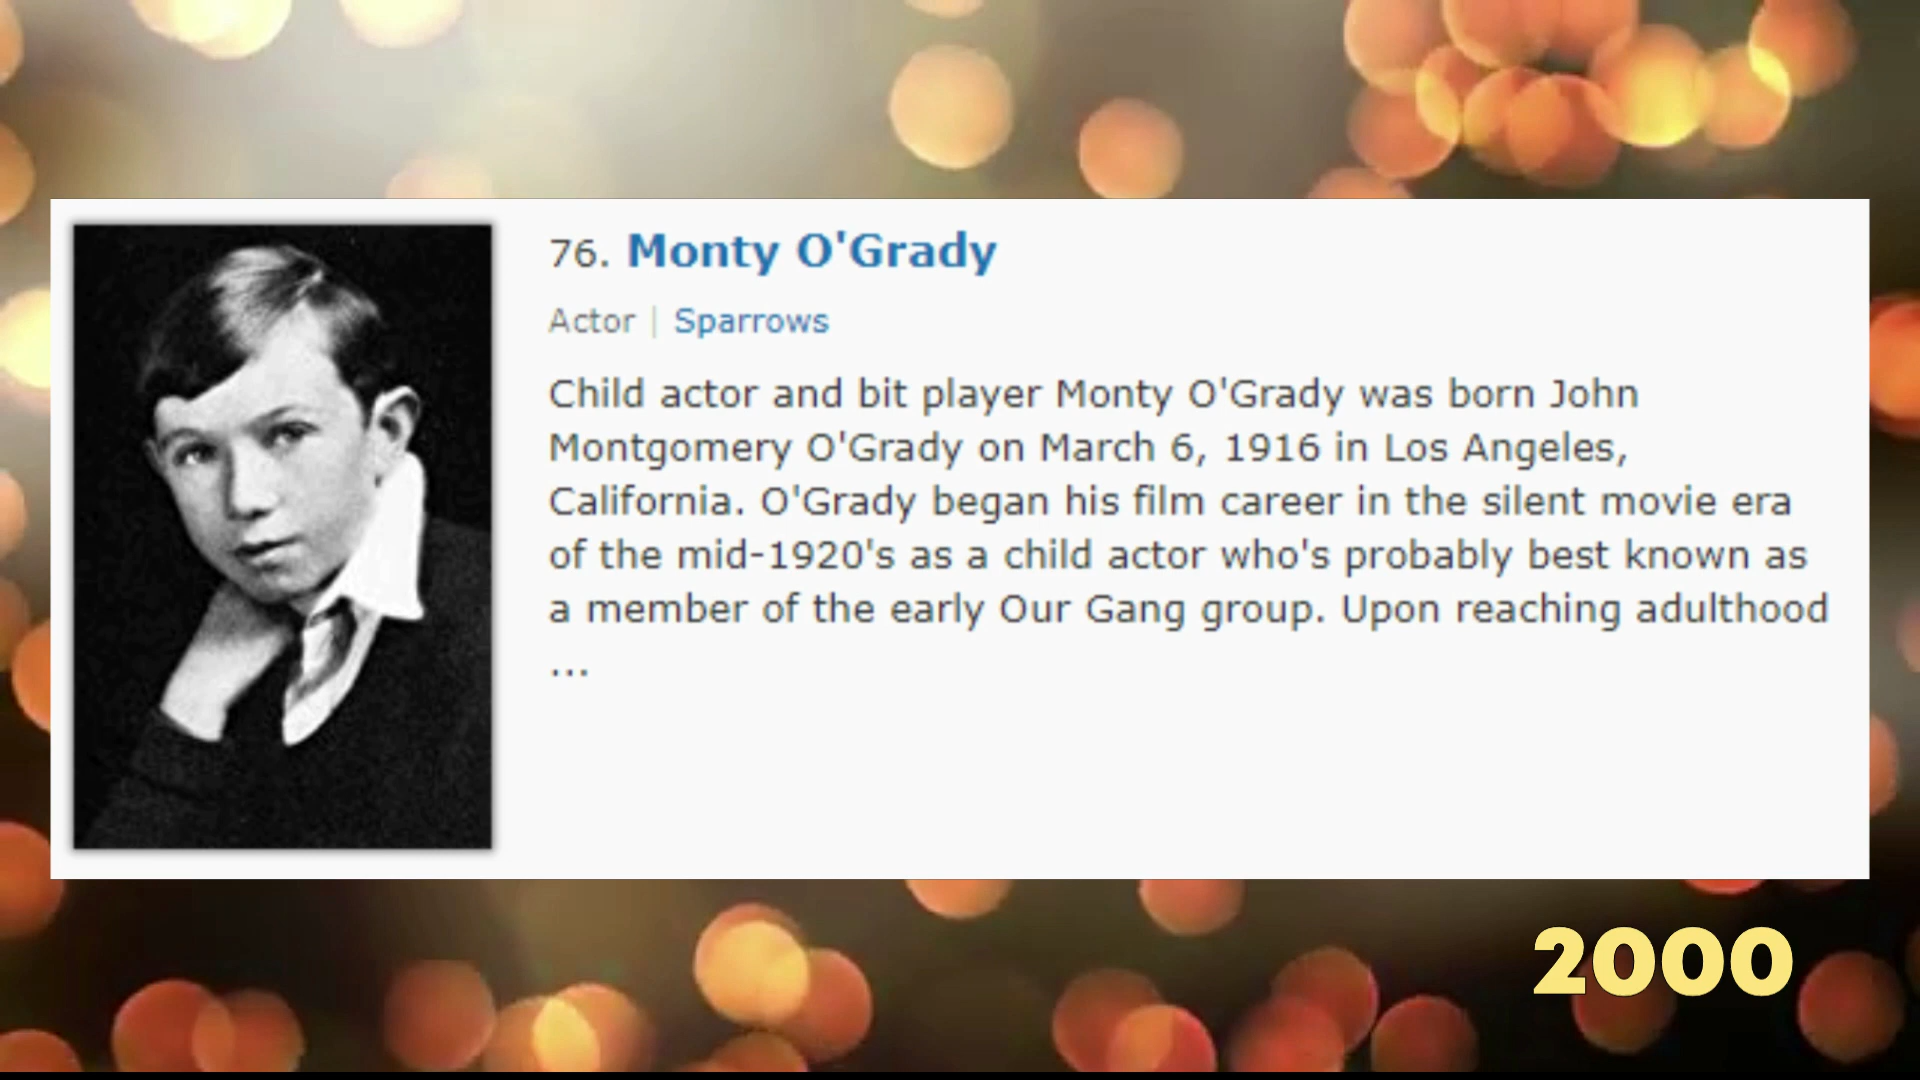 76. Monty O'Grady
Actor | Sparrows
Child actor and bit player Monty O'Grady was born John
Montgomery O'Grady on March 6, 1916 in Los Angeles,
California. O'Grady began his film career in the silent movie era
of the mid-1920's as a child actor who's probably best known as
a member of the early Our Gang group. Upon reaching adulthood
...
2000